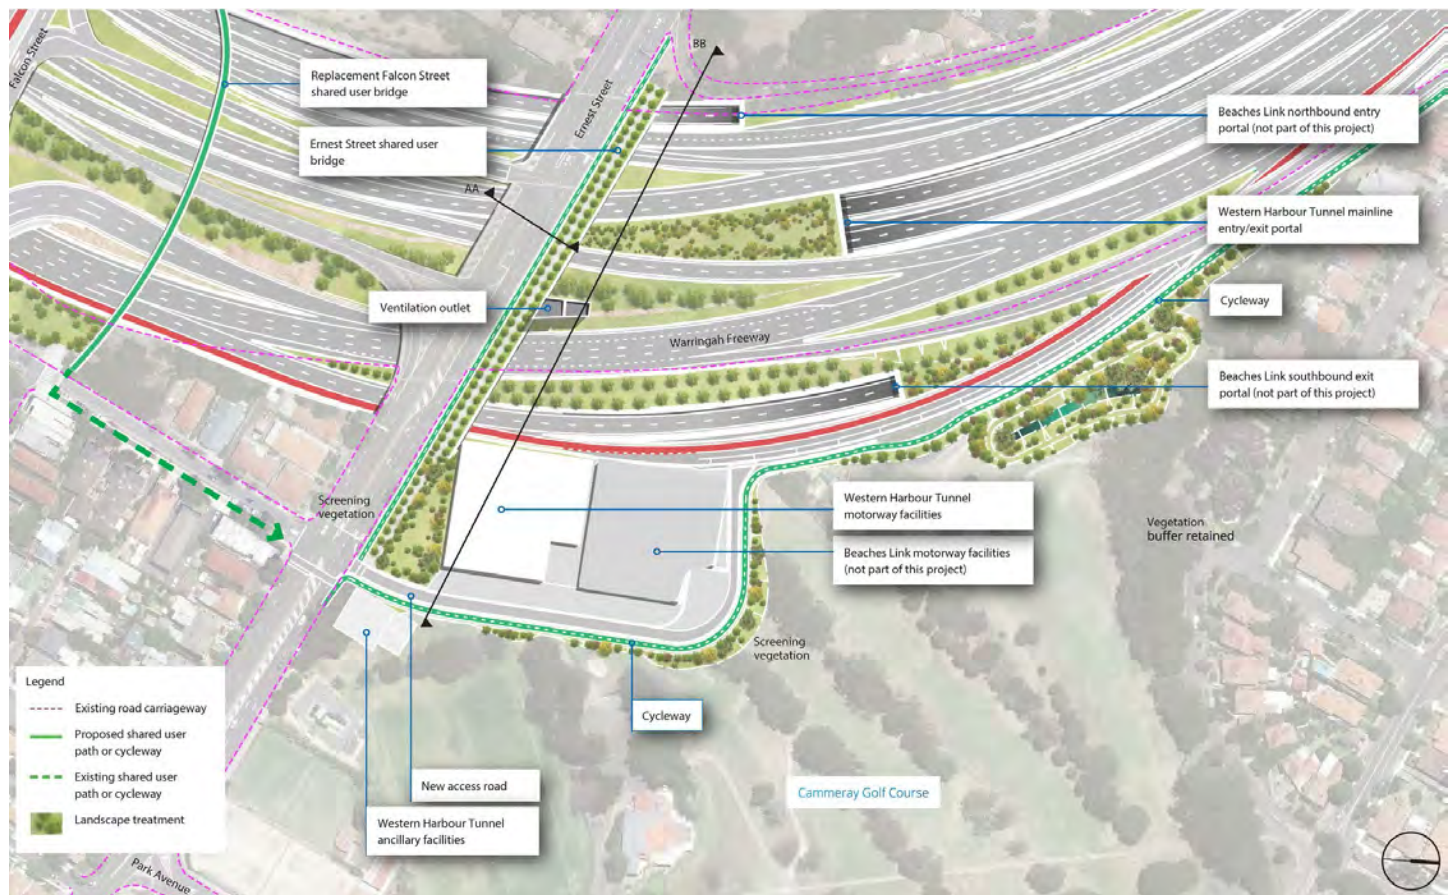 Falcon Street
Replacement Falcon Street
shared user bridge
Ernest Street shared user
bridge
Ernest Street
BB
AA
Beaches Link northbound entry
portal (not part of this project)
Western Harbour Tunnel mainline
entry/exit portal
Ventilation outlet
Cycleway
Warringah Freeway
Beaches Link southbound exit
portal (not part of this project)
Screening
vegetation
Western Harbour Tunnel
motorway facilities
Beaches Link motorway facilities
(not part of this project)
Vegetation
buffer retained
Screening
vegetation
Legend
Existing road carriageway
Proposed shared user
path or cycleway
Existing shared user
path or cycleway
Landscape treatment
Cycleway
New access road
Western Harbour Tunnel
ancillary facilities
Cammeray Golf Course
Park Avenue